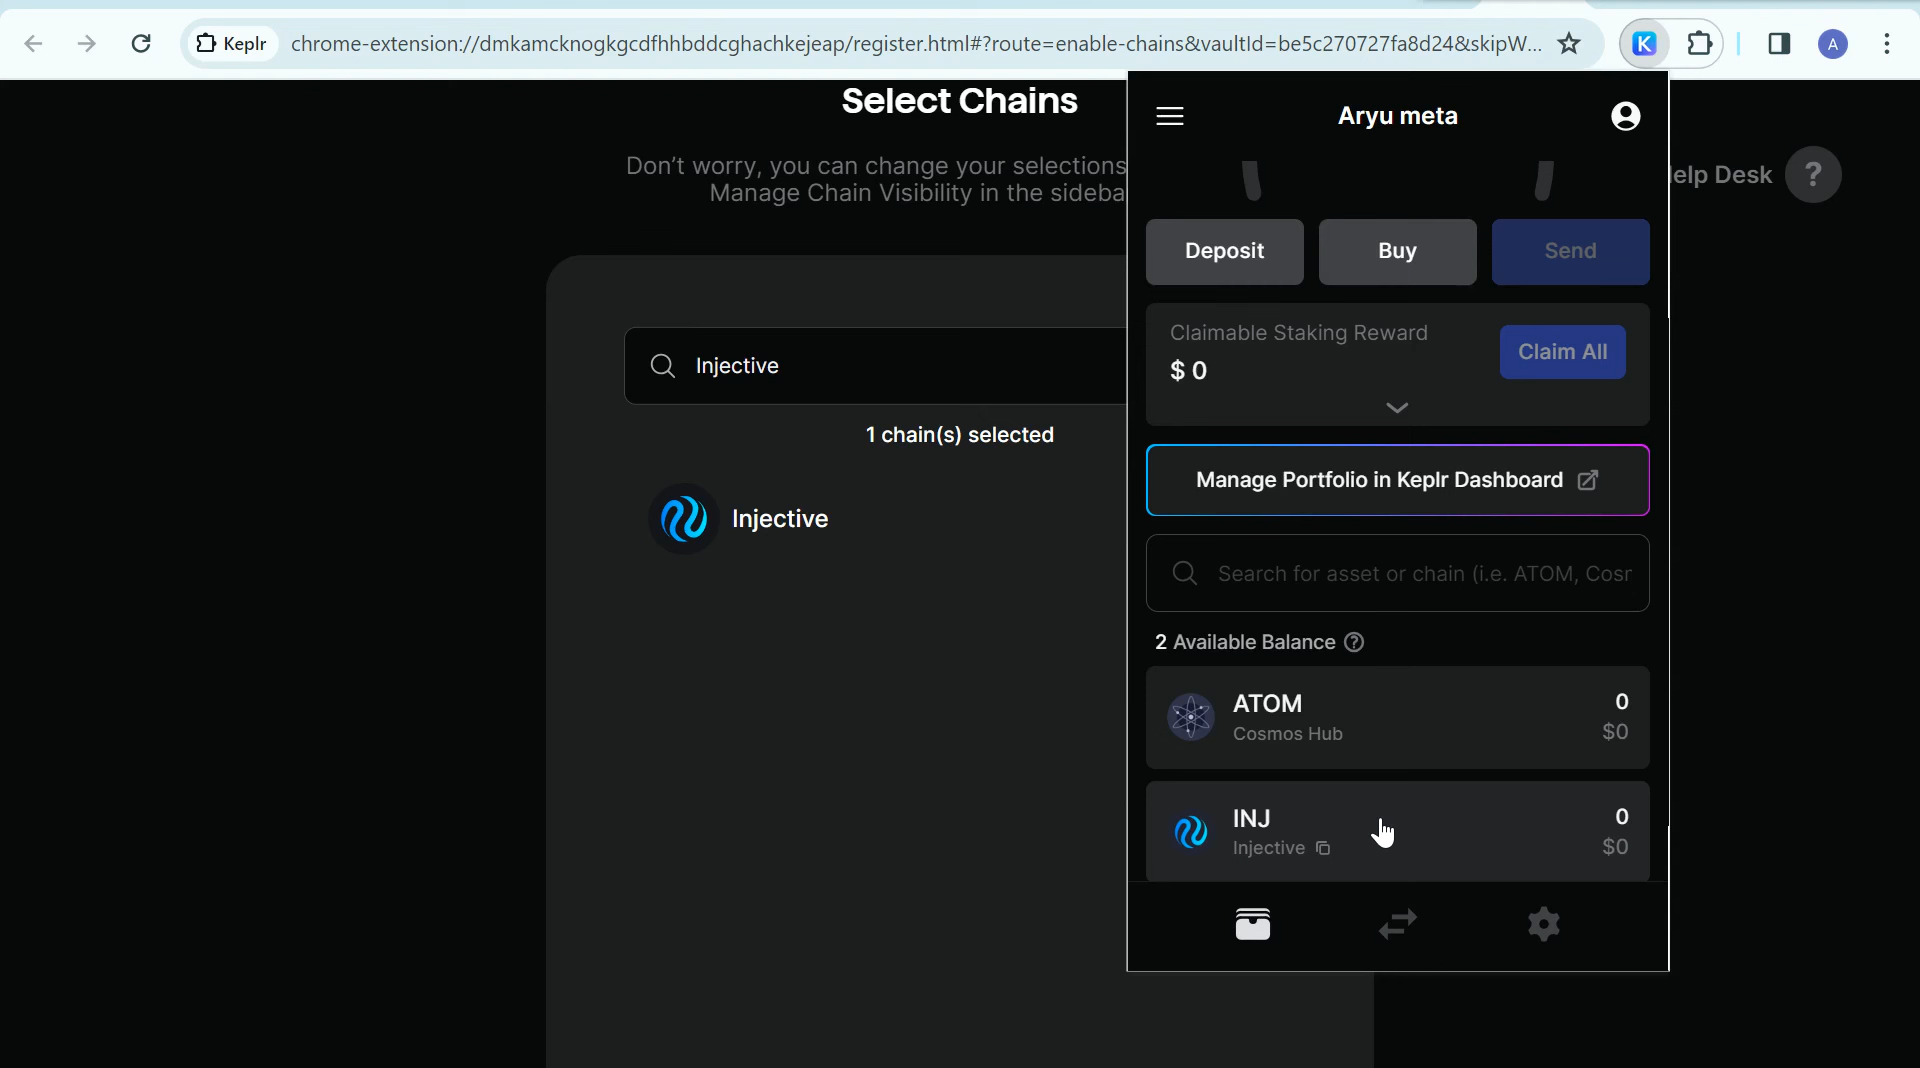 Keplr
chrome-extension://dmkamcknogkgcdfhhbddcghachkejeap/register.html#?route=enable-chains&vaultId=be5c270727fa8d24&skipW...
K
A
Select Chains
Don't worry, you can change your selections
Manage Chain Visibility in the sideba
elp Desk
?
Injective
1 chain(s) selected
Injective
Aryu meta
Deposit
Buy
Send
Claimable Staking Reward
$ 0
Claim All
Manage Portfolio in Keplr Dashboard
Search for asset or chain (i.e. ATOM, Cosr
2 Available Balance ?
ATOM
0
Cosmos Hub
$0
INJ
0
Injective
$0